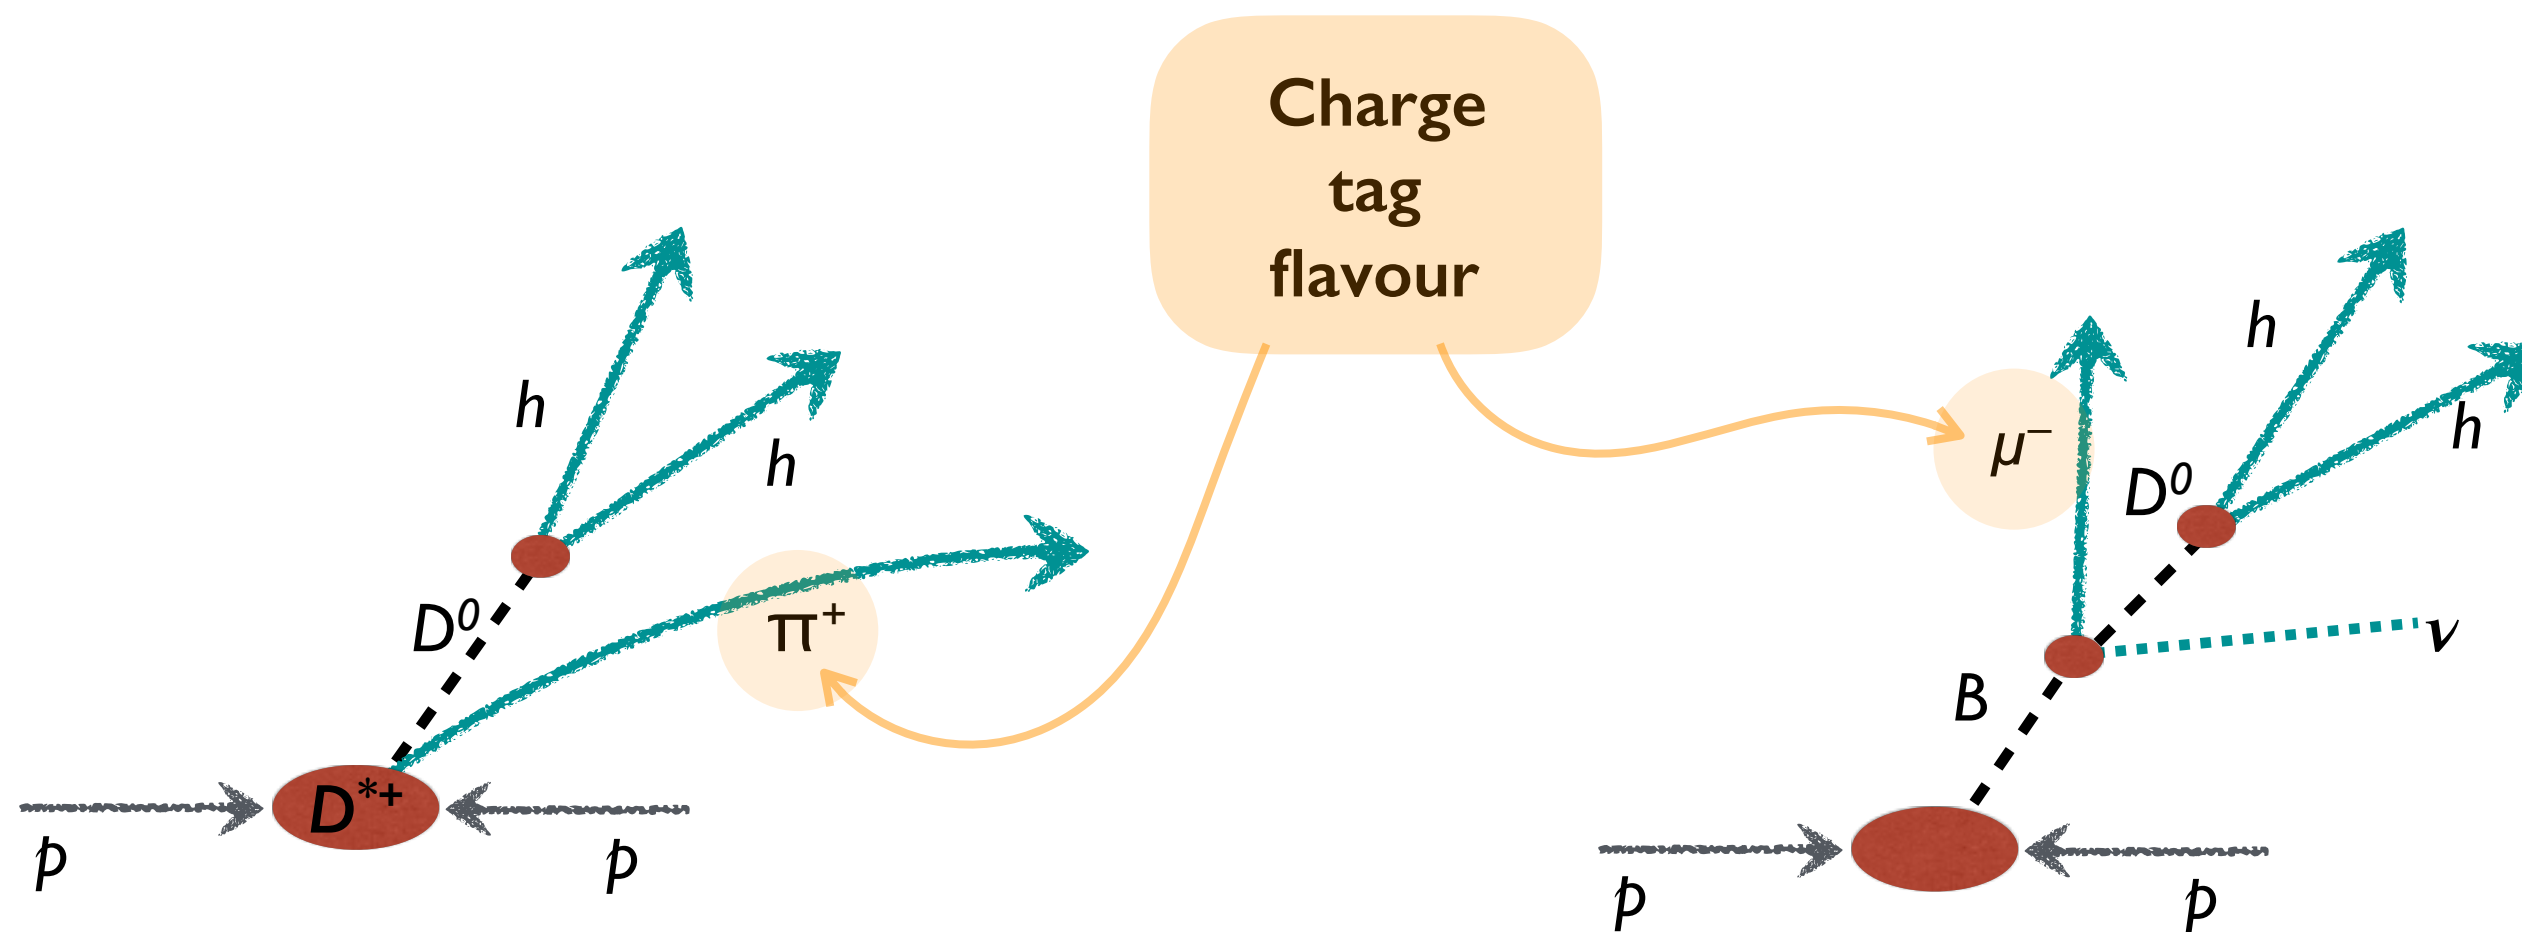 Charge
tag
flavour
h
h
D⁰
π⁺
D*⁺
p
p
h
h
μ⁻
D⁰
ν
B
p
p